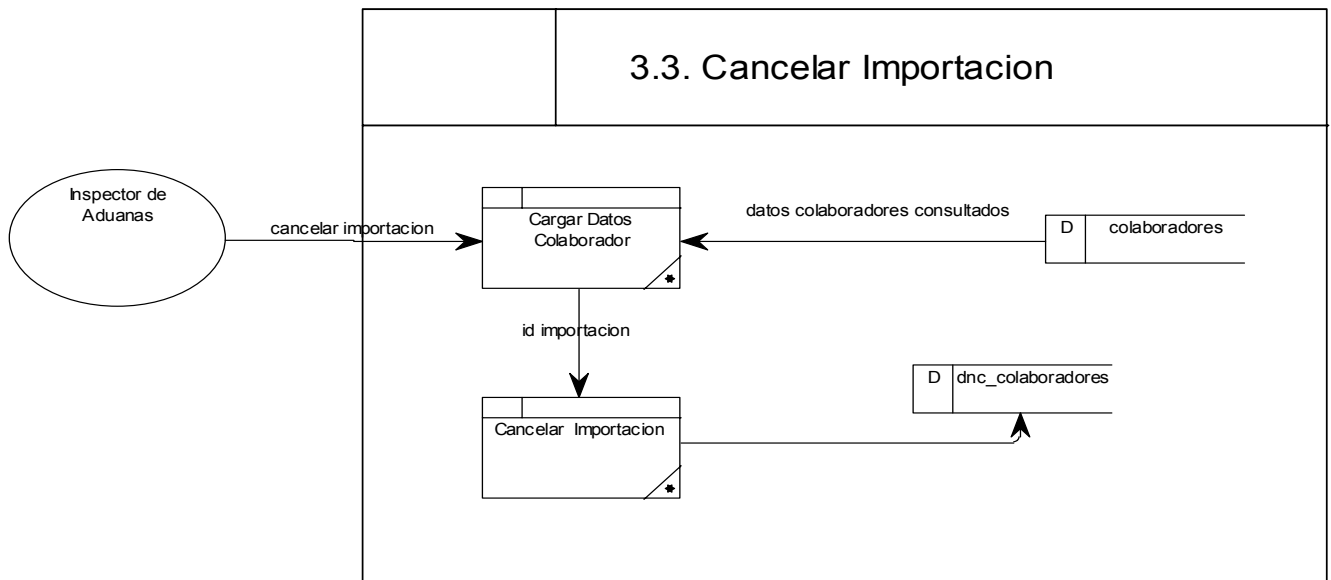 3.3. Cancelar Importacion
Inspector de
Aduanas
cancelar importacion
Cargar Datos
Colaborador
datos colaboradores consultados
D colaboradores
id importacion
D dnc_colaboradores
Cancelar Importacion